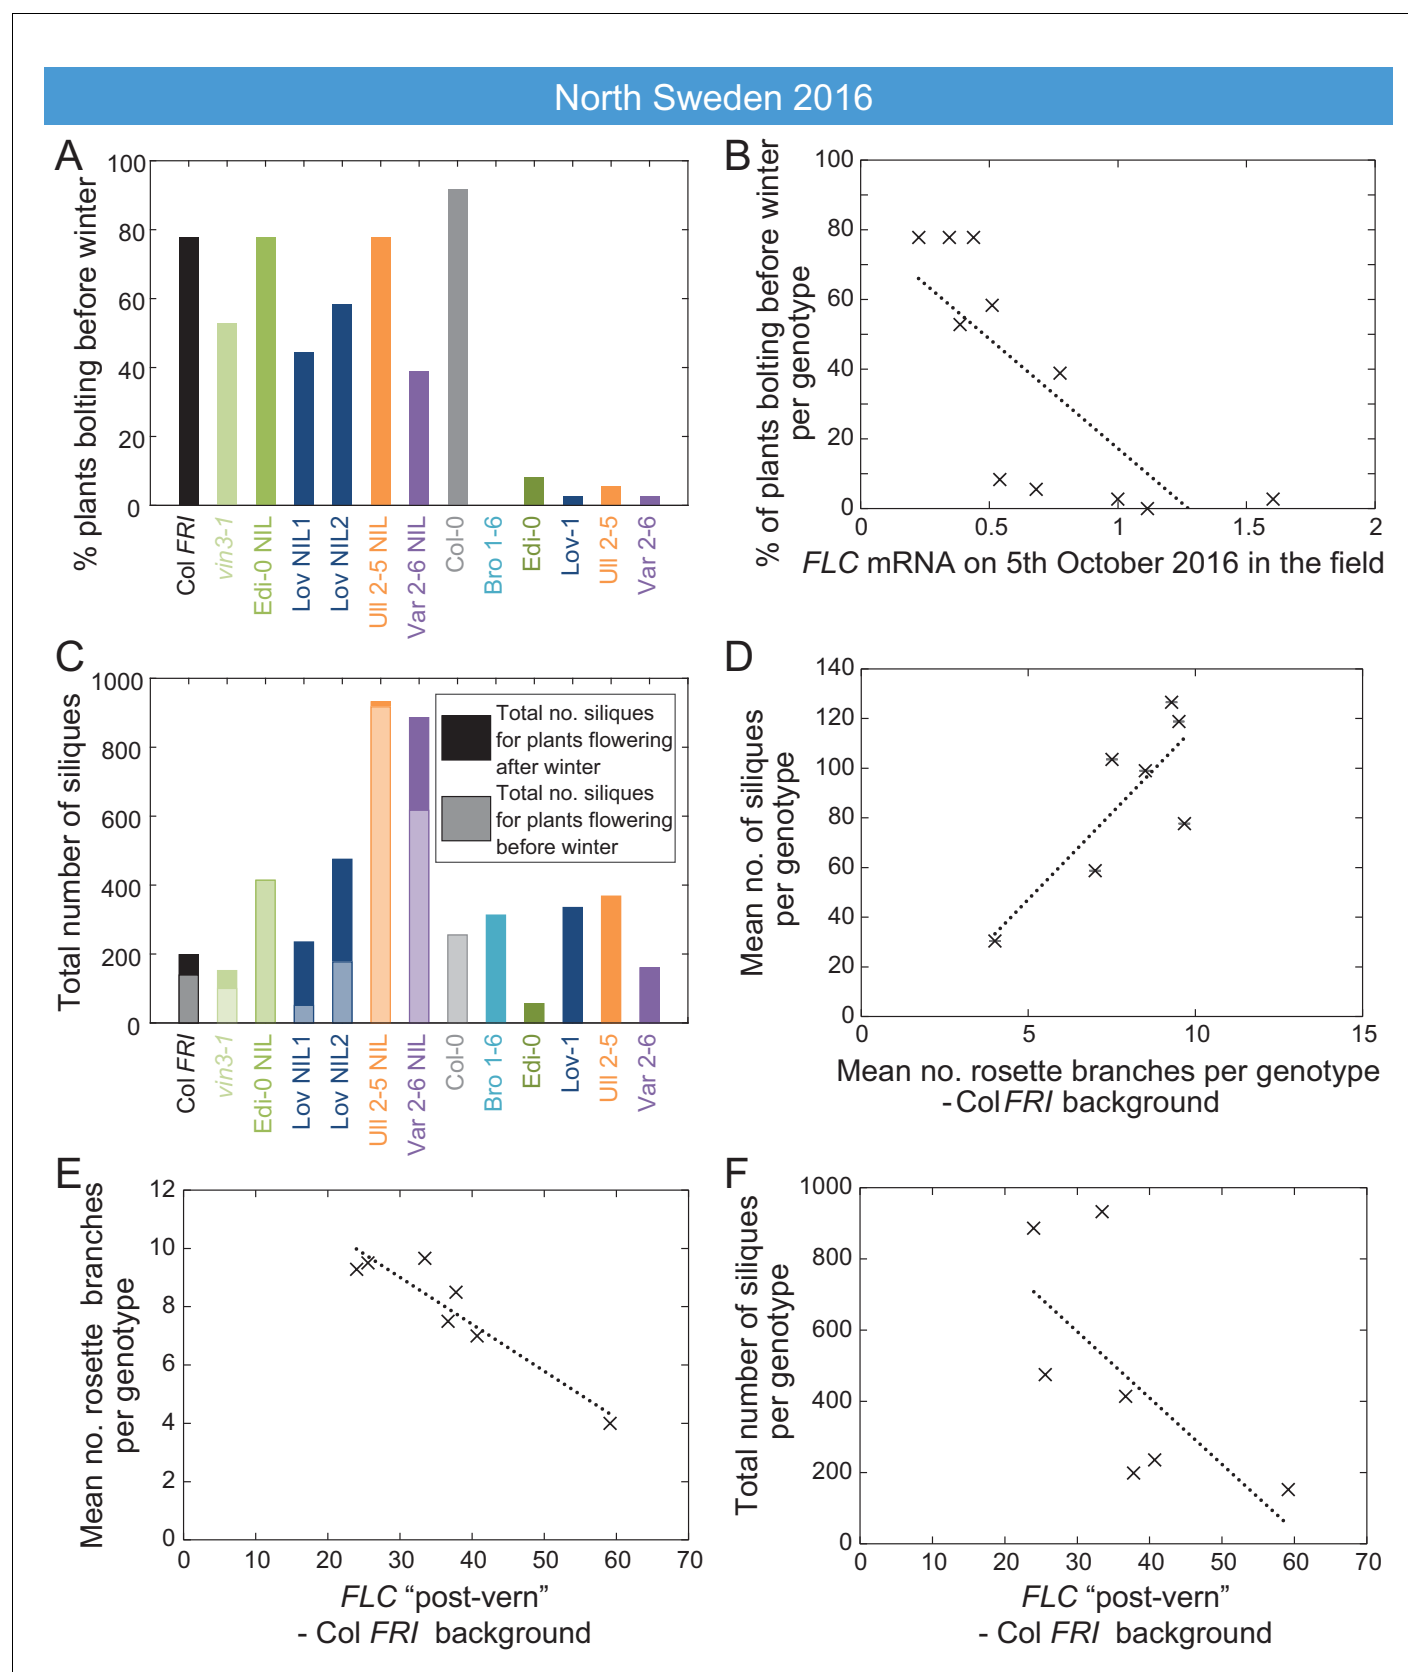 North Sweden 2016
A
% plants bolting before winter
100
80
60
40
20
0
Col FRI
vin3-1
Edi-0 NIL
Lov NIL1
Lov NIL2
Ull 2-5 NIL
Var 2-6 NIL
Col-0
Bro 1-6
Edi-0
Lov-1
Ull 2-5
Var 2-6
B
% of plants bolting before winter
per genotype
100
80
60
40
20
0
0
0.5
1
1.5
2
FLC mRNA on 5th October 2016 in the field
C
Total number of siliques
1000
800
600
400
200
0
Total no. siliques
for plants flowering
after winter
Total no. siliques
for plants flowering
before winter
Col FRI
vin3-1
Edi-0 NIL
Lov NIL1
Lov NIL2
Ull 2-5 NIL
Var 2-6 NIL
Col-0
Bro 1-6
Edi-0
Lov-1
Ull 2-5
Var 2-6
D
Mean no. of siliques
per genotype
140
120
100
80
60
40
20
0
0
5
10
15
Mean no. rosette branches per genotype
- Col FRI background
E
Mean no. rosette branches
per genotype
12
10
8
6
4
2
0
0
10
20
30
40
50
60
70
FLC “post-vern”
- Col FRI background
F
Total number of siliques
per genotype
1000
800
600
400
200
0
0
10
20
30
40
50
60
70
FLC “post-vern”
- Col FRI background